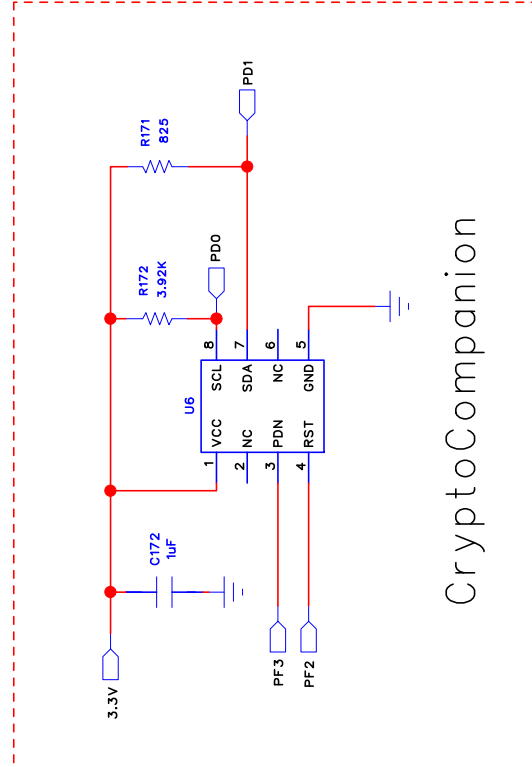 3.3V
C172
1uF
R172
3.92K
R171
825
PD0
PD1
U6
1 VCC
2 NC
3 PDN
4 RST
SCL 8
SDA 7
NC 6
GND 5
PF3
PF2
CryptoCompanion